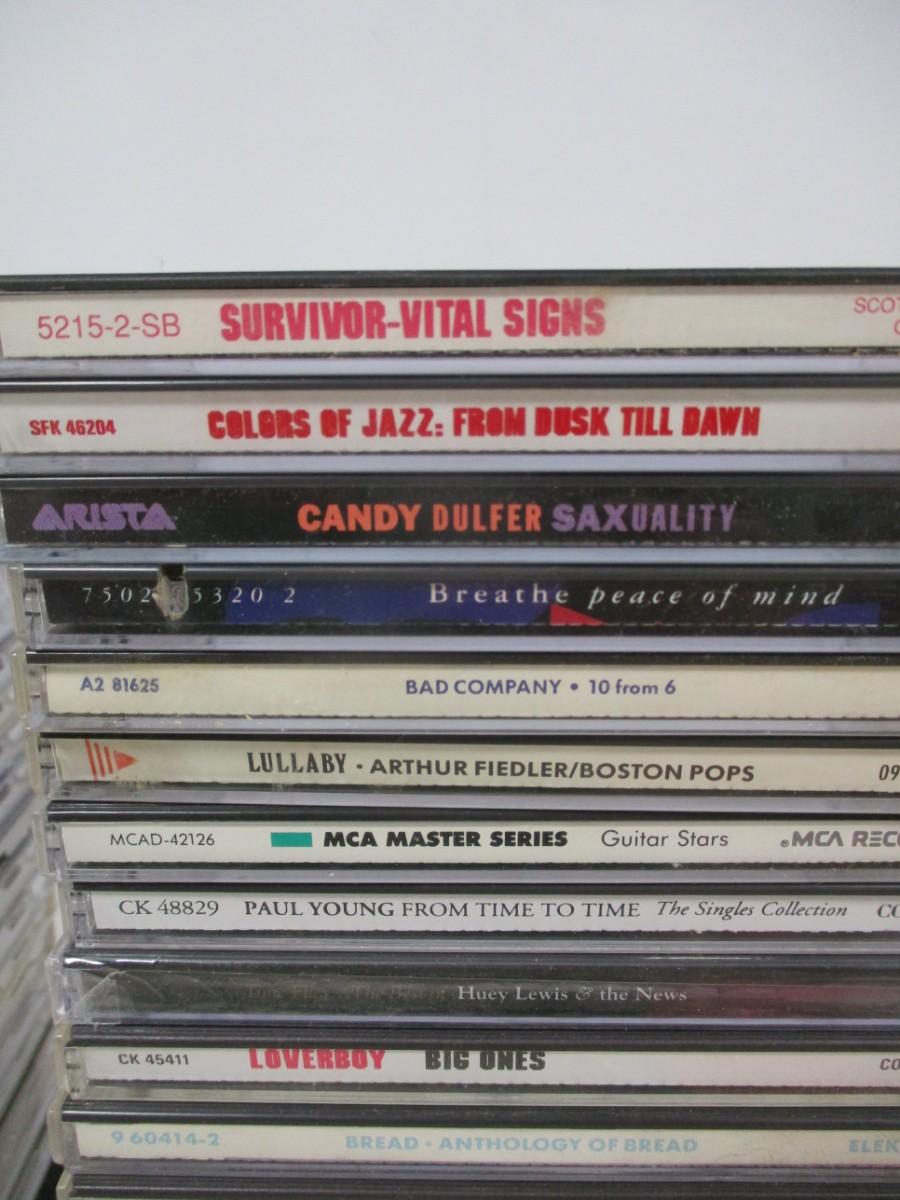 5215-2-SB SURVIVOR-VITAL SIGNS
SFK 46204 COLORS OF JAZZ: FROM DUSK TILL DAWN
ARISTA CANDY DULFER SAXUALITY
Breathe peace of mind
A2 81625 BAD COMPANY • 10 from 6
LULLABY • ARTHUR FIEDLER/BOSTON POPS 09
MCAD-42126 MCA MASTER SERIES Guitar Stars MCA
CK 48829 PAUL YOUNG FROM TIME TO TIME The Singles Collection
Huey Lewis & the News
CK 45411 LOVERBOY BIG ONES
9 60414-2 BREAD • ANTHOLOGY OF BREAD